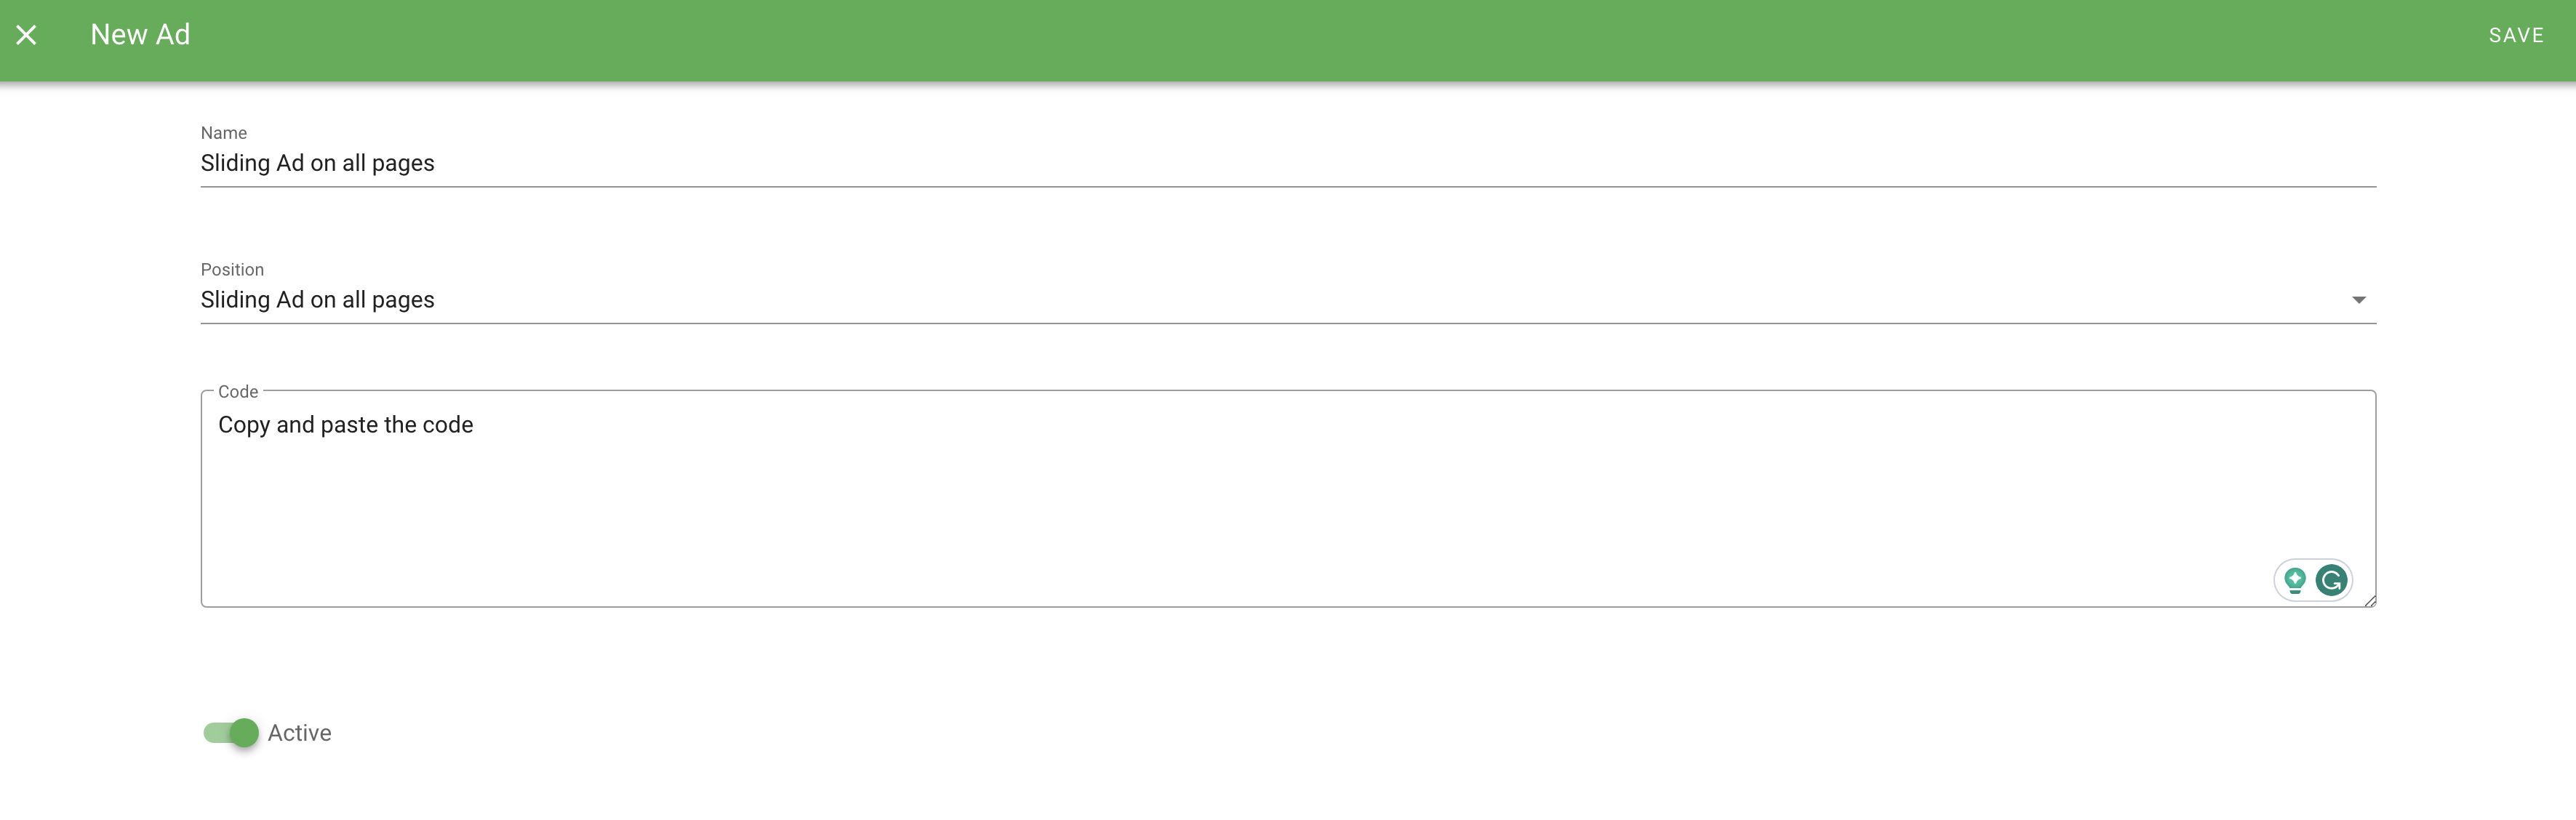 New Ad
SAVE
Name
Sliding Ad on all pages
Position
Sliding Ad on all pages
Code
Copy and paste the code
Active